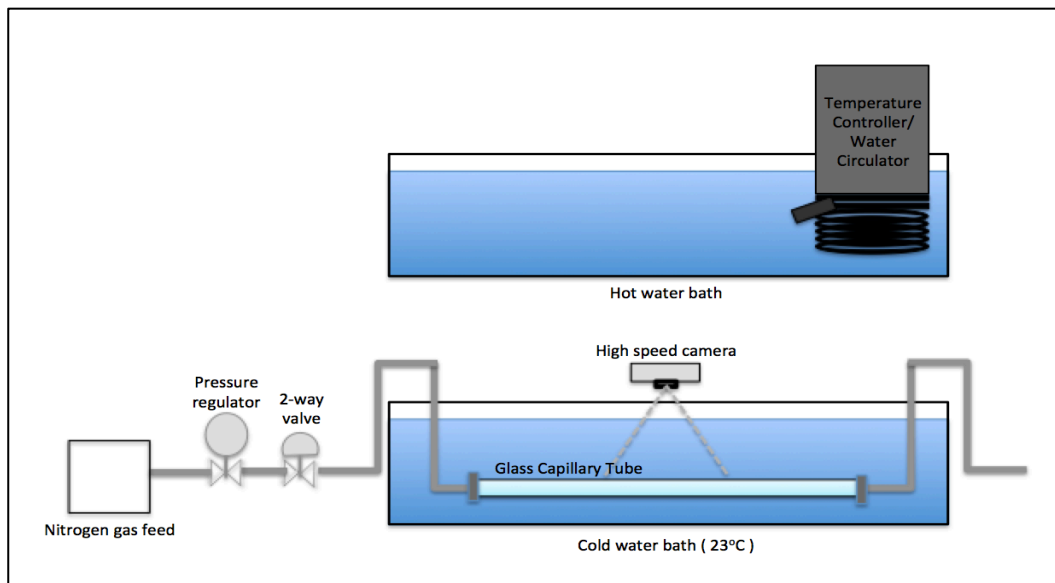 Temperature
Controller/
Water
Circulator
Hot water bath
High speed camera
Pressure
regulator
2-way
valve
Glass Capillary Tube
Nitrogen gas feed
Cold water bath ( 23°C )